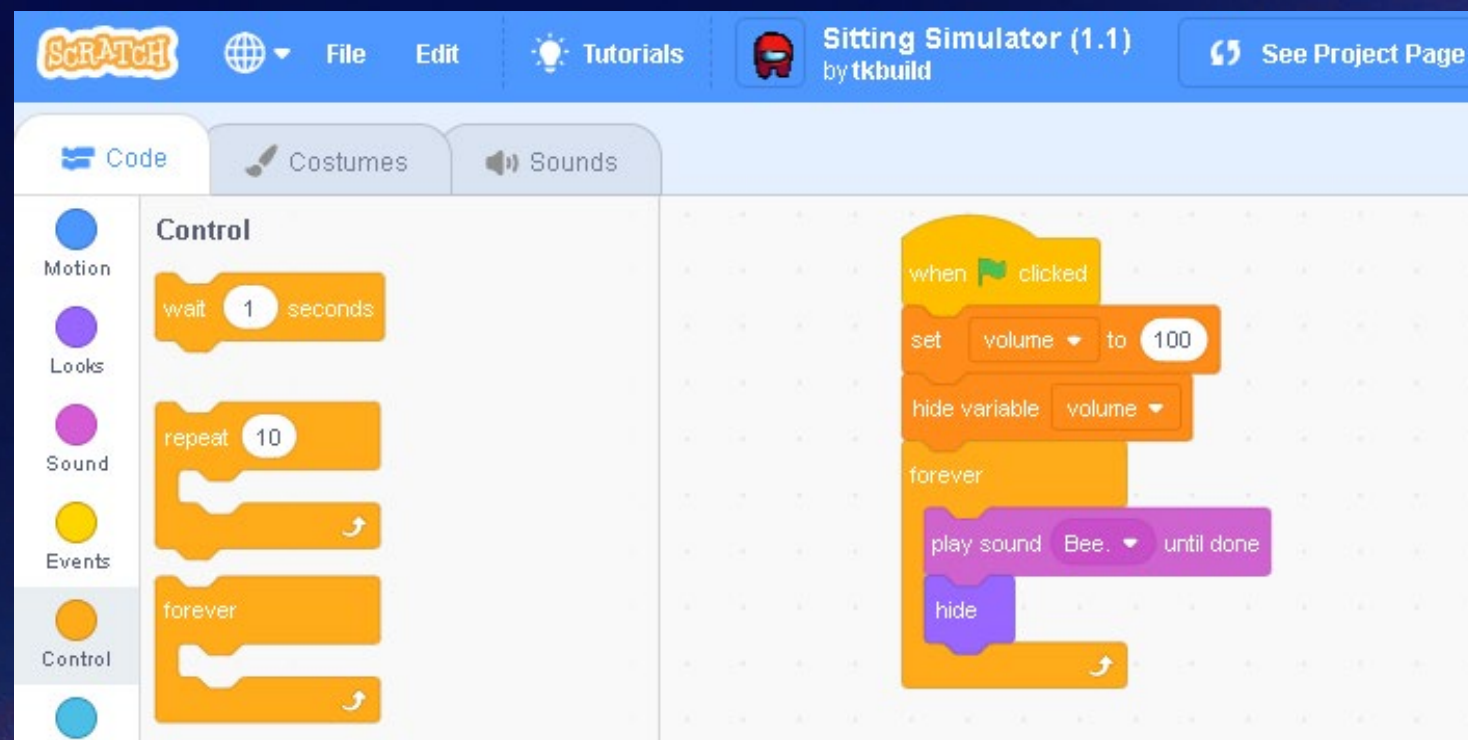 SCRATCH File Edit Tutorials Sitting Simulator (1.1) See Project Page
by tkbuild
Code Costumes Sounds
Motion
Looks
Sound
Events
Control
Control
wait 1 seconds
repeat 10
forever
when clicked
set volume to 100
hide variable volume
forever
play sound Bee. until done
hide